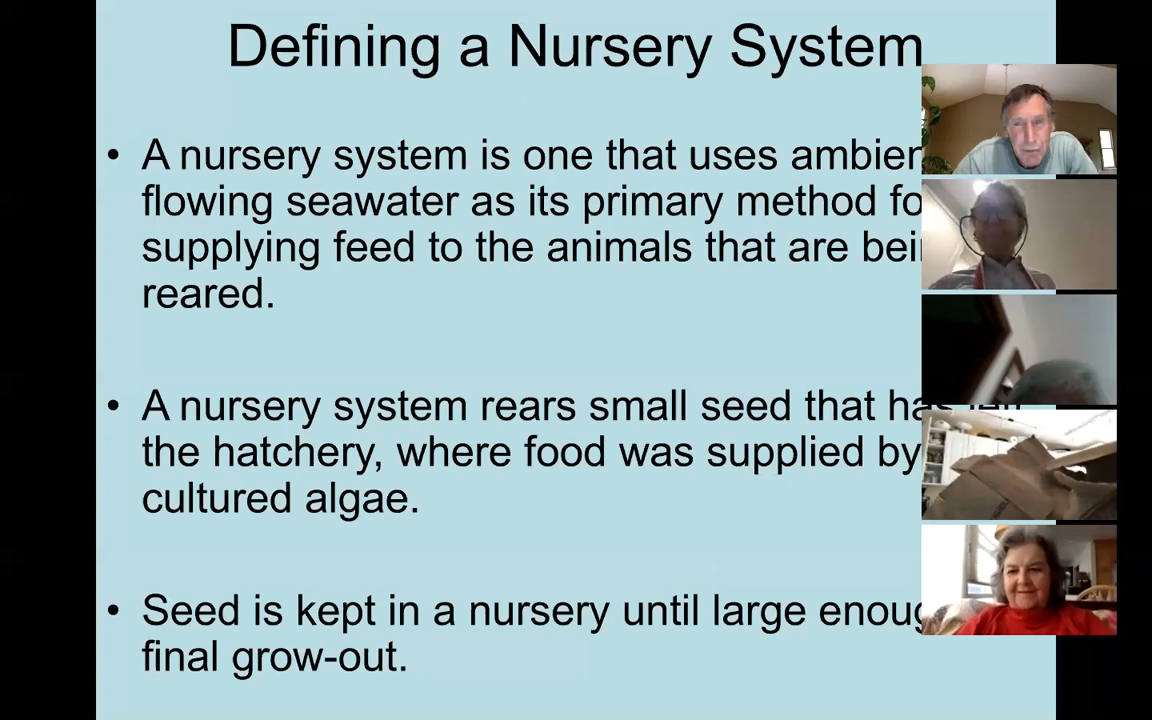 Defining a Nursery System
• A nursery system is one that uses
flowing seawater as its primary method
supplying feed to the animals that are
reared.
• A nursery system rears small seed that has left
the hatchery, where food was supplied by
cultured algae.
• Seed is kept in a nursery until large
final grow-out.